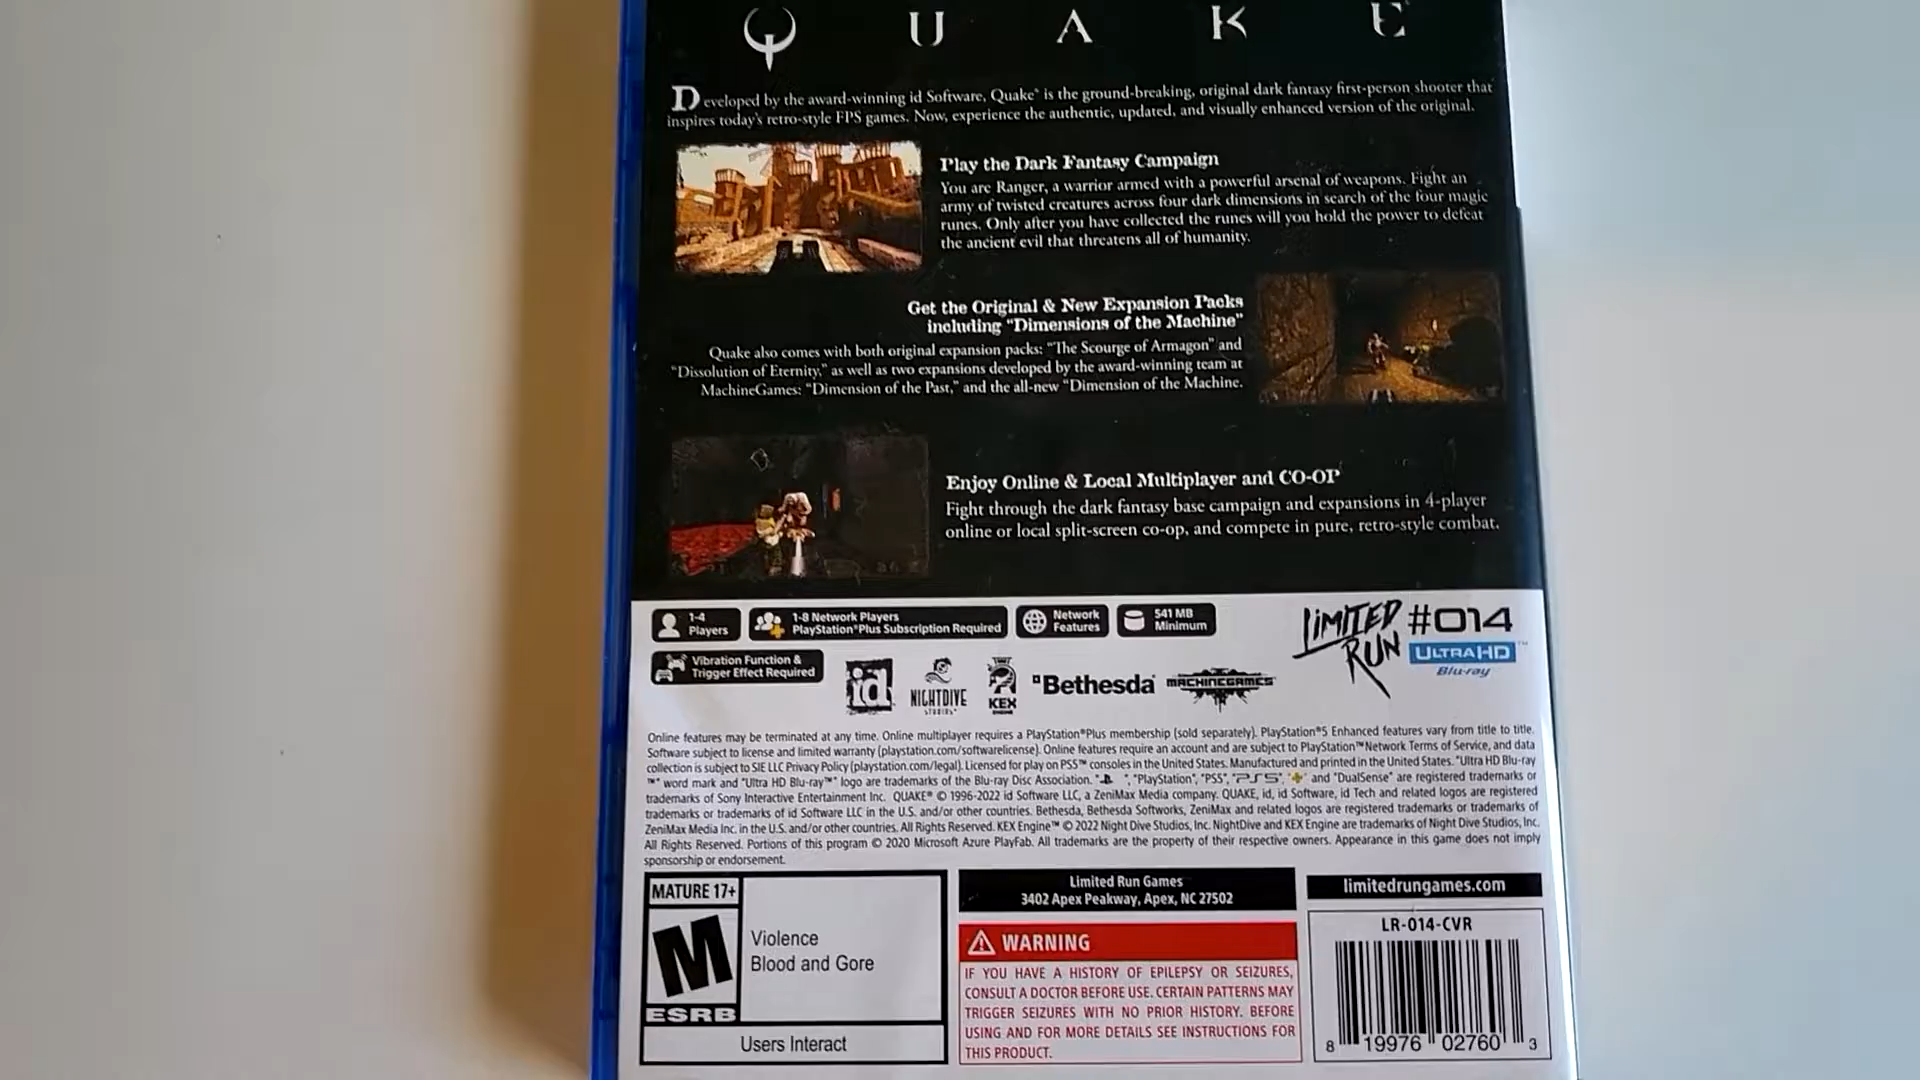 QUAKE
Developed by the award-winning id Software, Quake® is the ground-breaking, original dark fantasy first-person shooter that
inspires today's retro-style FPS games. Now, experience the authentic, updated, and visually enhanced version of the original.
Play the Dark Fantasy Campaign
You are Ranger, a warrior armed with a powerful arsenal of weapons. Fight an
army of twisted creatures across four dark dimensions in search of the four magic
runes. Only after you have collected the runes will you hold the power to defeat
the ancient evil that threatens all of humanity.
Get the Original & New Expansion Packs
including "Dimensions of the Machine"
Quake also comes with both original expansion packs: "The Scourge of Armagon" and
"Dissolution of Eternity," as well as two expansions developed by the award-winning team at
MachineGames: "Dimension of the Past," and the all-new "Dimension of the Machine.
Enjoy Online & Local Multiplayer and CO-OP
Fight through the dark fantasy base campaign and expansions in 4-player
online or local split-screen co-op, and compete in pure, retro-style combat.
1-4
Players
1-8 Network Players
PlayStation®Plus Subscription Required
Network
Features
541 MB
Minimum
LIMITED
RUN
#014
ULTRA HD
Blu-ray™
Vibration Function &
Trigger Effect Required
id
NIGHTDIVE
STUDIOS
KEX
ENGINE
Bethesda
MACHINEGAMES
Online features may be terminated at any time. Online multiplayer requires a PlayStation®Plus membership (sold separately). PlayStation®5 Enhanced features vary from title to title.
Software subject to license and limited warranty (playstation.com/softwarelicense). Online features require an account and are subject to PlayStation™Network Terms of Service, and data
collection is subject to SIE LLC Privacy Policy (playstation.com/legal). Licensed for play on PS5™ consoles in the United States. Manufactured and printed in the United States. "Ultra HD Blu-ray
™" word mark and "Ultra HD Blu-ray™" logo are trademarks of the Blu-ray Disc Association. " ", "PlayStation", "PS5", "PS5", " " and "DualSense" are registered trademarks or
trademarks of Sony Interactive Entertainment Inc. QUAKE® © 1996-2022 id Software LLC, a ZeniMax Media company. QUAKE, id, id Software, id Tech and related logos are registered
trademarks or trademarks of id Software LLC in the U.S. and/or other countries. Bethesda, Bethesda Softworks, ZeniMax and related logos are registered trademarks or trademarks of
ZeniMax Media Inc. in the U.S. and/or other countries. All Rights Reserved. KEX Engine™ © 2022 Night Dive Studios, Inc. NightDive and KEX Engine are trademarks of Night Dive Studios, Inc.
All Rights Reserved. Portions of this program © 2020 Microsoft Azure PlayFab. All trademarks are the property of their respective owners. Appearance in this game does not imply
sponsorship or endorsement.
MATURE 17+
M
ESRB
Violence
Blood and Gore
Users Interact
Limited Run Games
3402 Apex Peakway, Apex, NC 27502
WARNING
IF YOU HAVE A HISTORY OF EPILEPSY OR SEIZURES,
CONSULT A DOCTOR BEFORE USE. CERTAIN PATTERNS MAY
TRIGGER SEIZURES WITH NO PRIOR HISTORY. BEFORE
USING AND FOR MORE DETAILS SEE INSTRUCTIONS FOR
THIS PRODUCT.
limitedrungames.com
LR-014-CVR
8 19976 02760 3